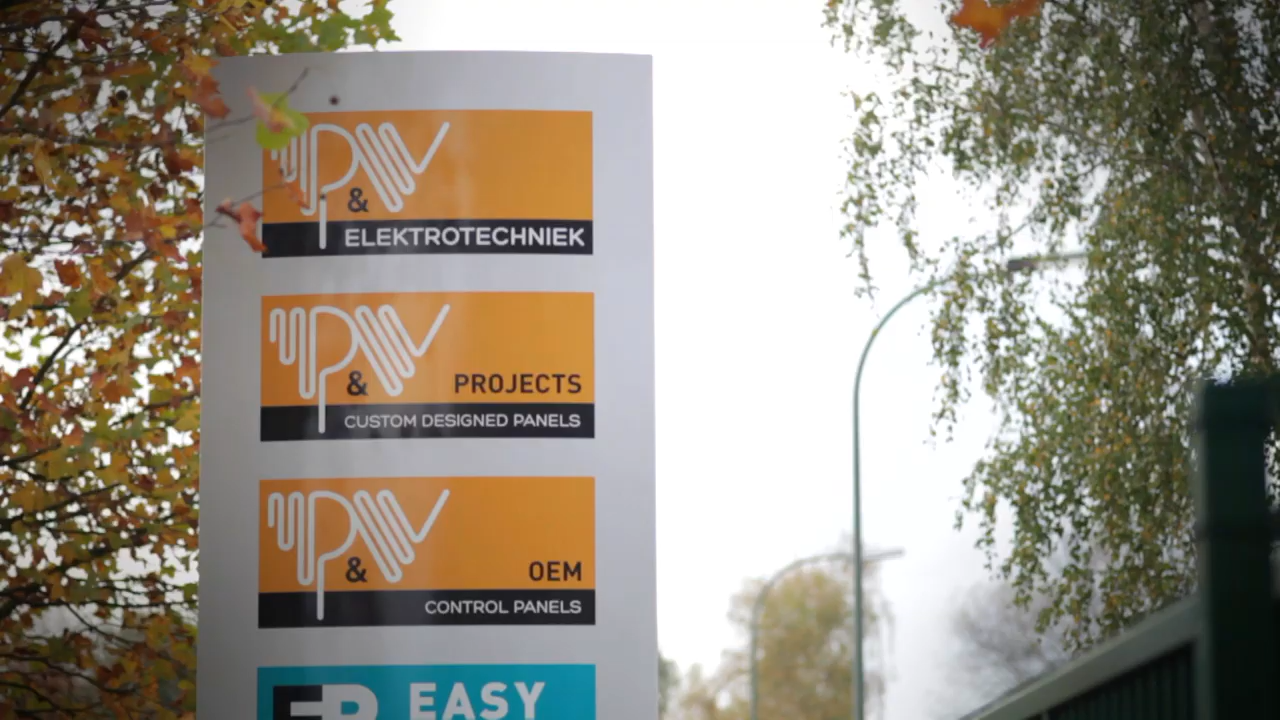 P&V
ELEKTROTECHNIEK
P&V
PROJECTS
CUSTOM DESIGNED PANELS
P&V
OEM
CONTROL PANELS
EASY